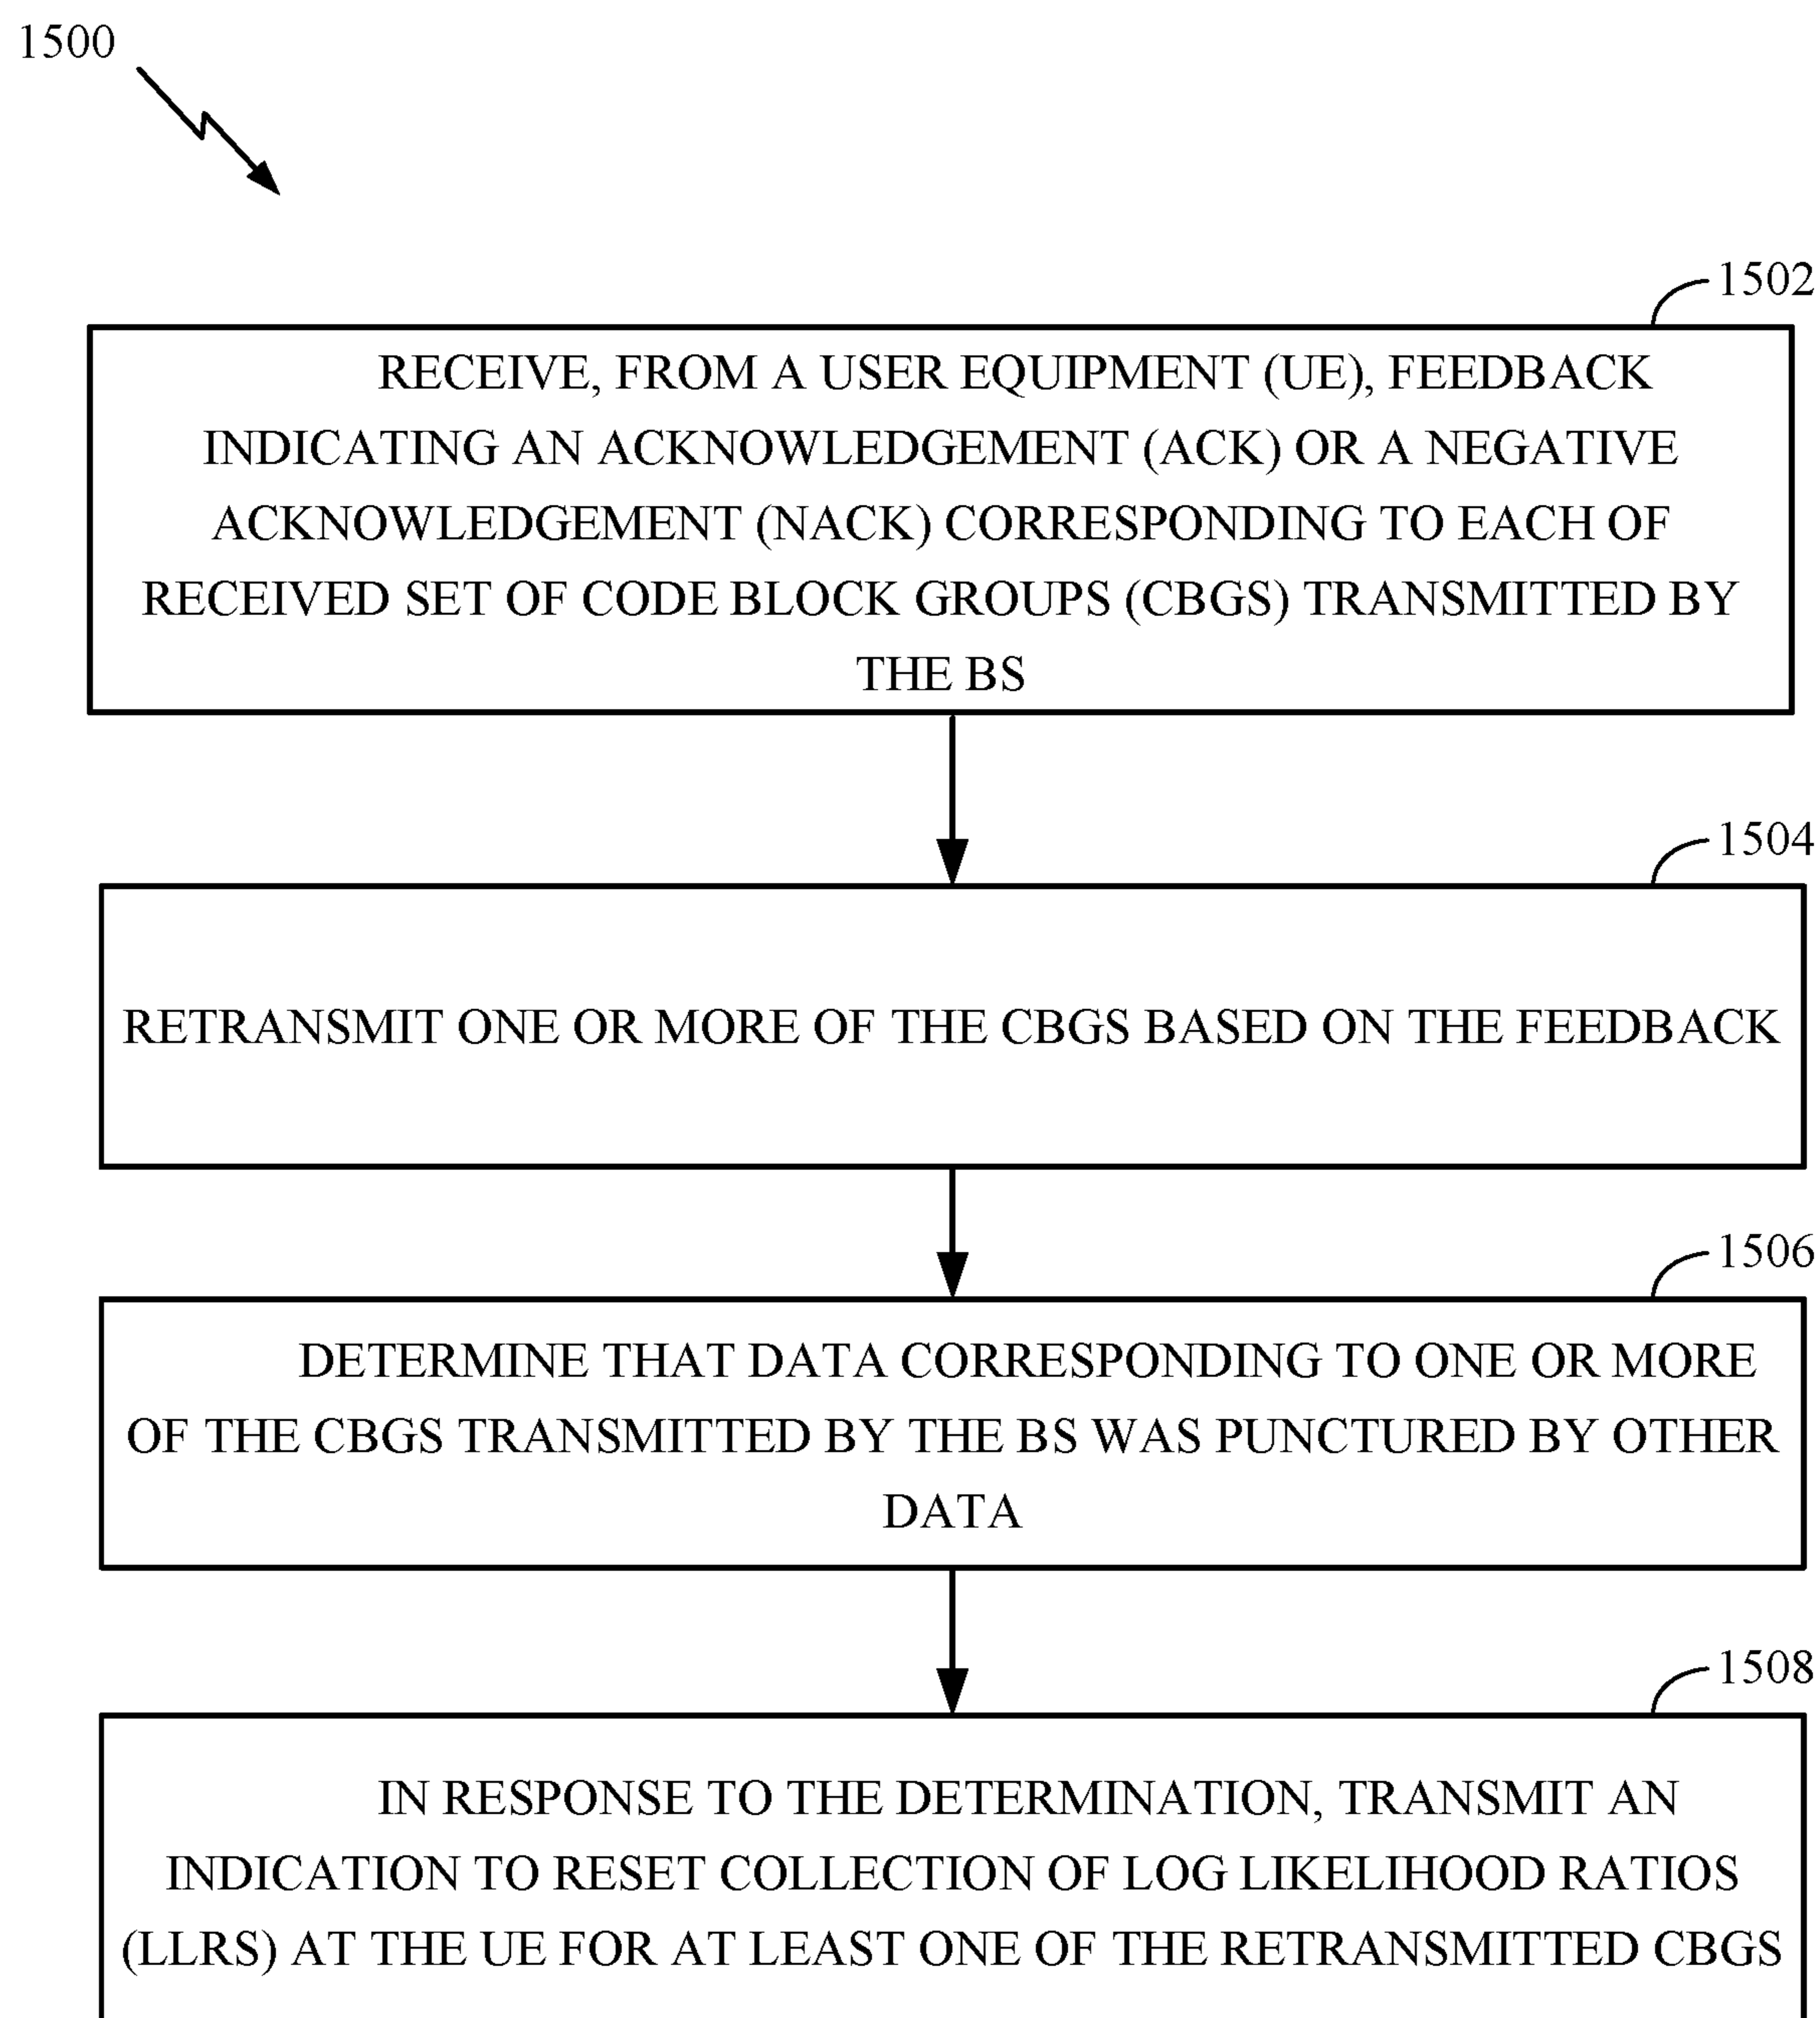 1500
1502
RECEIVE, FROM A USER EQUIPMENT (UE), FEEDBACK
INDICATING AN ACKNOWLEDGEMENT (ACK) OR A NEGATIVE
ACKNOWLEDGEMENT (NACK) CORRESPONDING TO EACH OF
RECEIVED SET OF CODE BLOCK GROUPS (CBGS) TRANSMITTED BY
THE BS
1504
RETRANSMIT ONE OR MORE OF THE CBGS BASED ON THE FEEDBACK
1506
DETERMINE THAT DATA CORRESPONDING TO ONE OR MORE
OF THE CBGS TRANSMITTED BY THE BS WAS PUNCTURED BY OTHER
DATA
1508
IN RESPONSE TO THE DETERMINATION, TRANSMIT AN
INDICATION TO RESET COLLECTION OF LOG LIKELIHOOD RATIOS
(LLRS) AT THE UE FOR AT LEAST ONE OF THE RETRANSMITTED CBGS